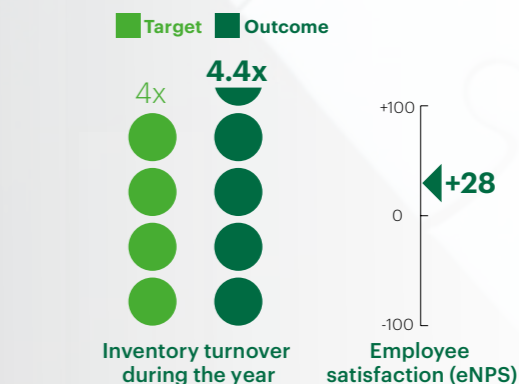 Target Outcome
4x
4.4x
Inventory turnover
during the year
+100
+28
0
-100
Employee
satisfaction (eNPS)